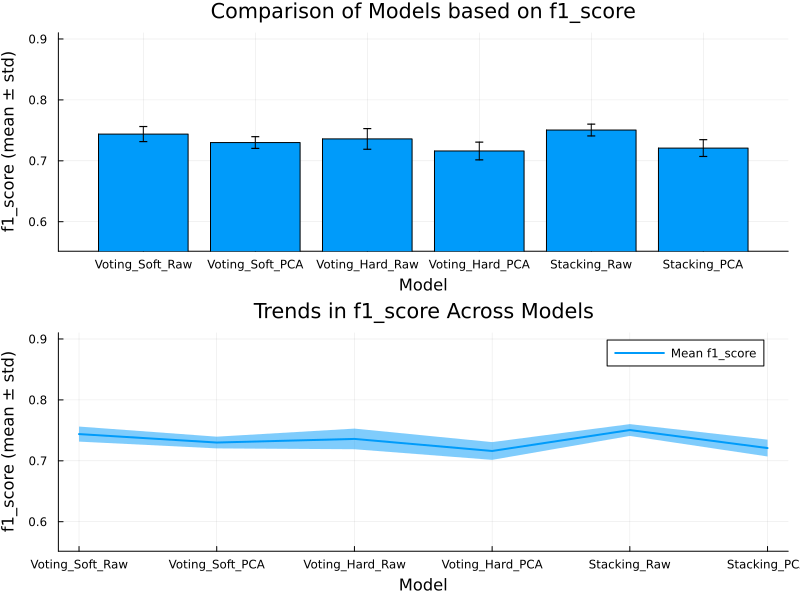 Comparison of Models based on f1_score
f1_score (mean ± std)
0.9
0.8
0.7
0.6
Voting_Soft_Raw Voting_Soft_PCA Voting_Hard_Raw Voting_Hard_PCA Stacking_Raw Stacking_PCA
Model
Trends in f1_score Across Models
f1_score (mean ± std)
0.9
0.8
0.7
0.6
Mean f1_score
Voting_Soft_Raw Voting_Soft_PCA Voting_Hard_Raw Voting_Hard_PCA Stacking_Raw Stacking_PC
Model